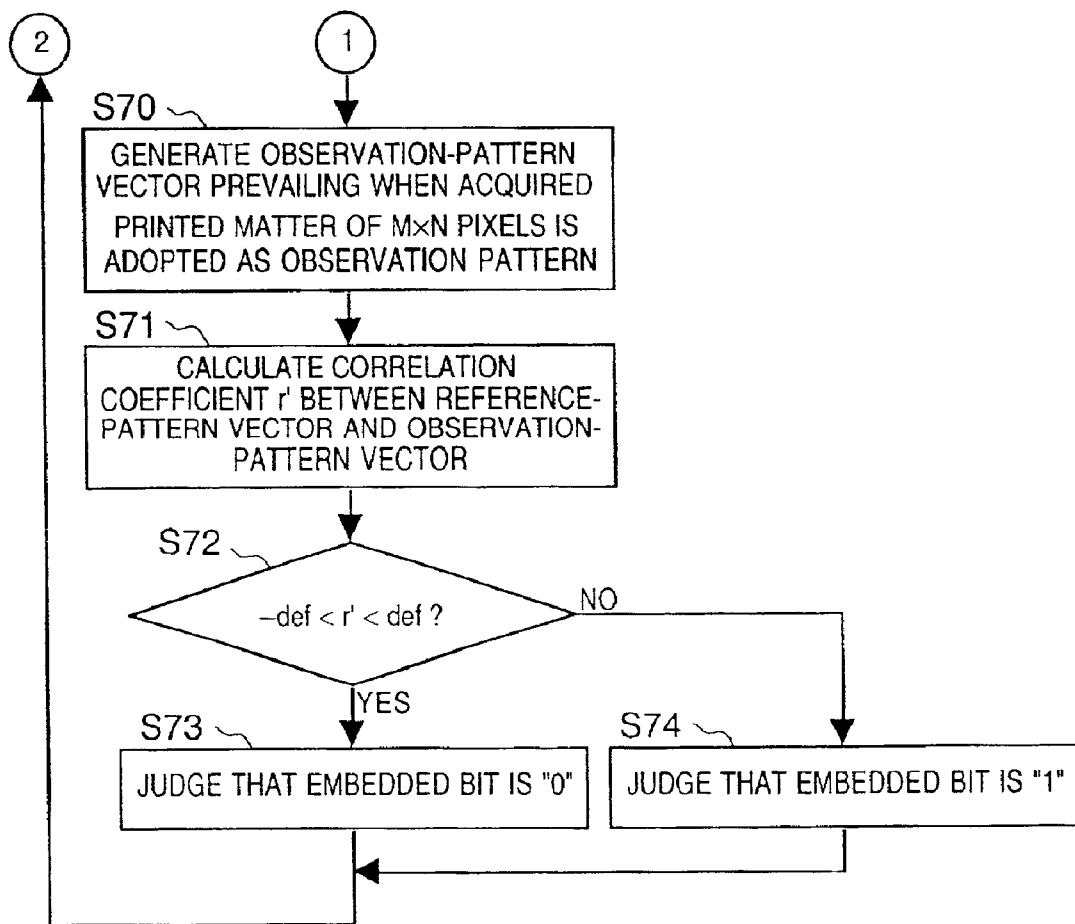 2
1
S70
GENERATE OBSERVATION-PATTERN
VECTOR PREVAILING WHEN ACQUIRED
PRINTED MATTER OF M×N PIXELS IS
ADOPTED AS OBSERVATION PATTERN
S71
CALCULATE CORRELATION
COEFFICIENT r' BETWEEN REFERENCE-
PATTERN VECTOR AND OBSERVATION-
PATTERN VECTOR
S72
–def < r' < def ?
NO
YES
S73
JUDGE THAT EMBEDDED BIT IS "0"
S74
JUDGE THAT EMBEDDED BIT IS "1"